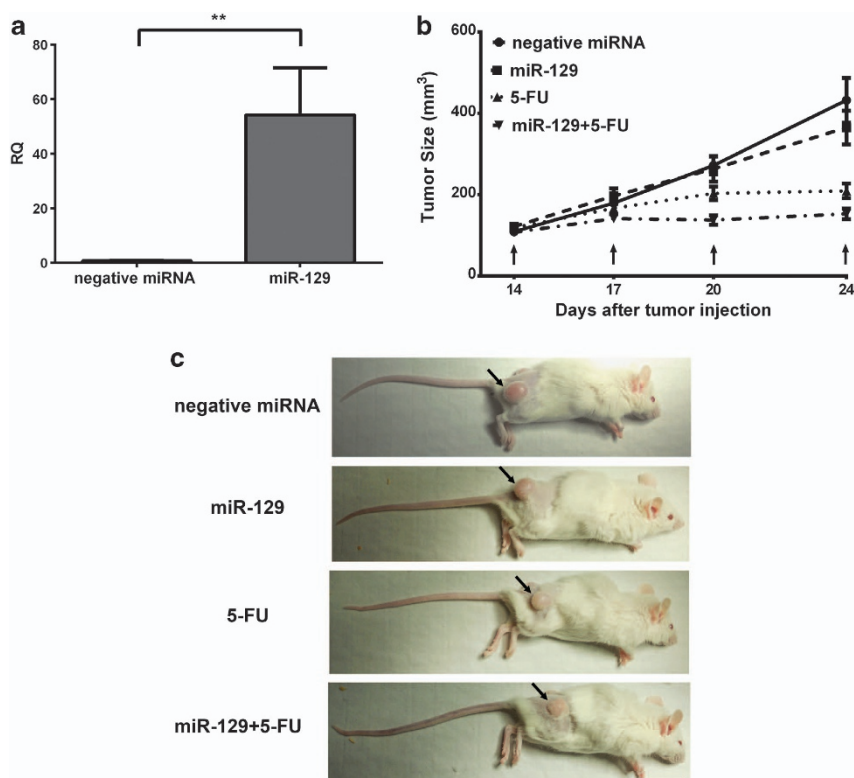 a
**
80
60
40
20
0
RQ
negative miRNA
miR-129
b
600
400
200
0
Tumor Size (mm³)
negative miRNA
miR-129
5-FU
miR-129+5-FU
14
17
20
24
Days after tumor injection
c
negative miRNA
miR-129
5-FU
miR-129+5-FU